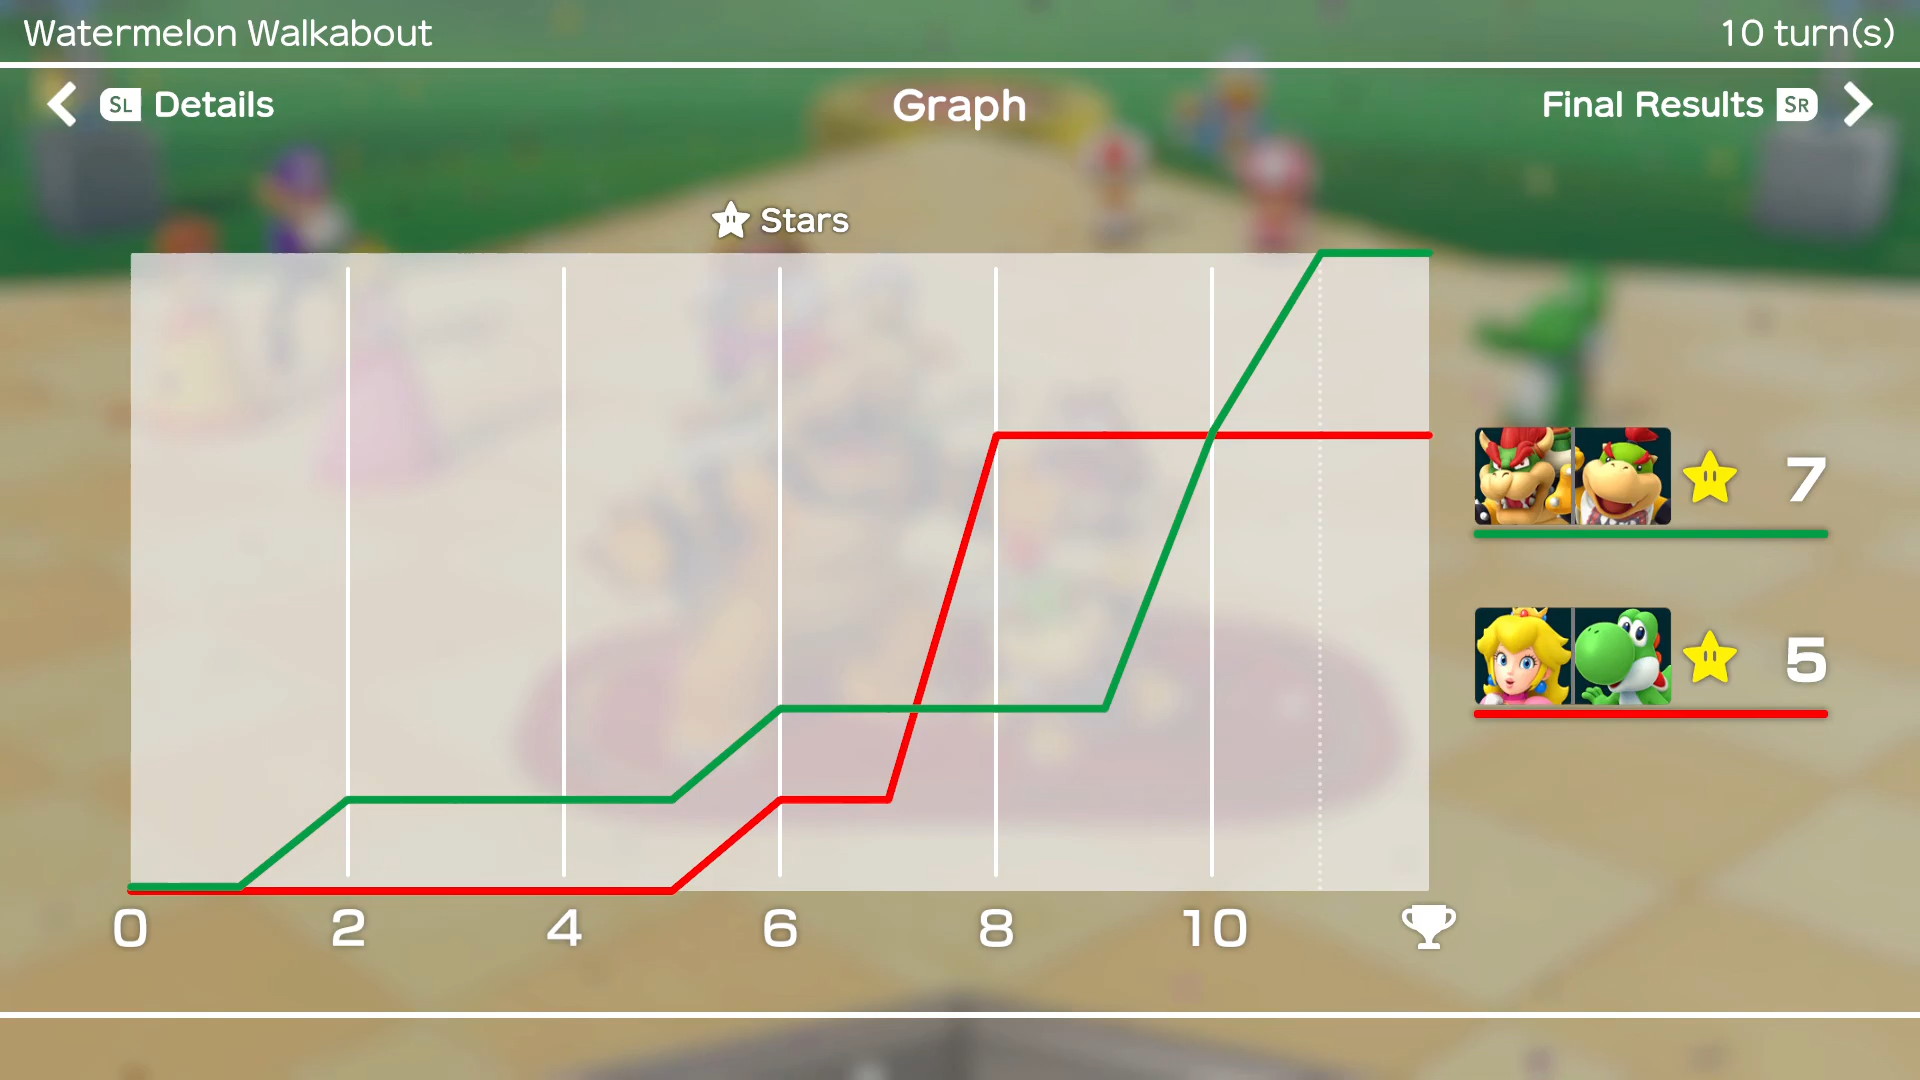 Watermelon Walkabout
10 turn(s)
SL Details
Graph
Final Results SR
Stars
7
5
0 2 4 6 8 10